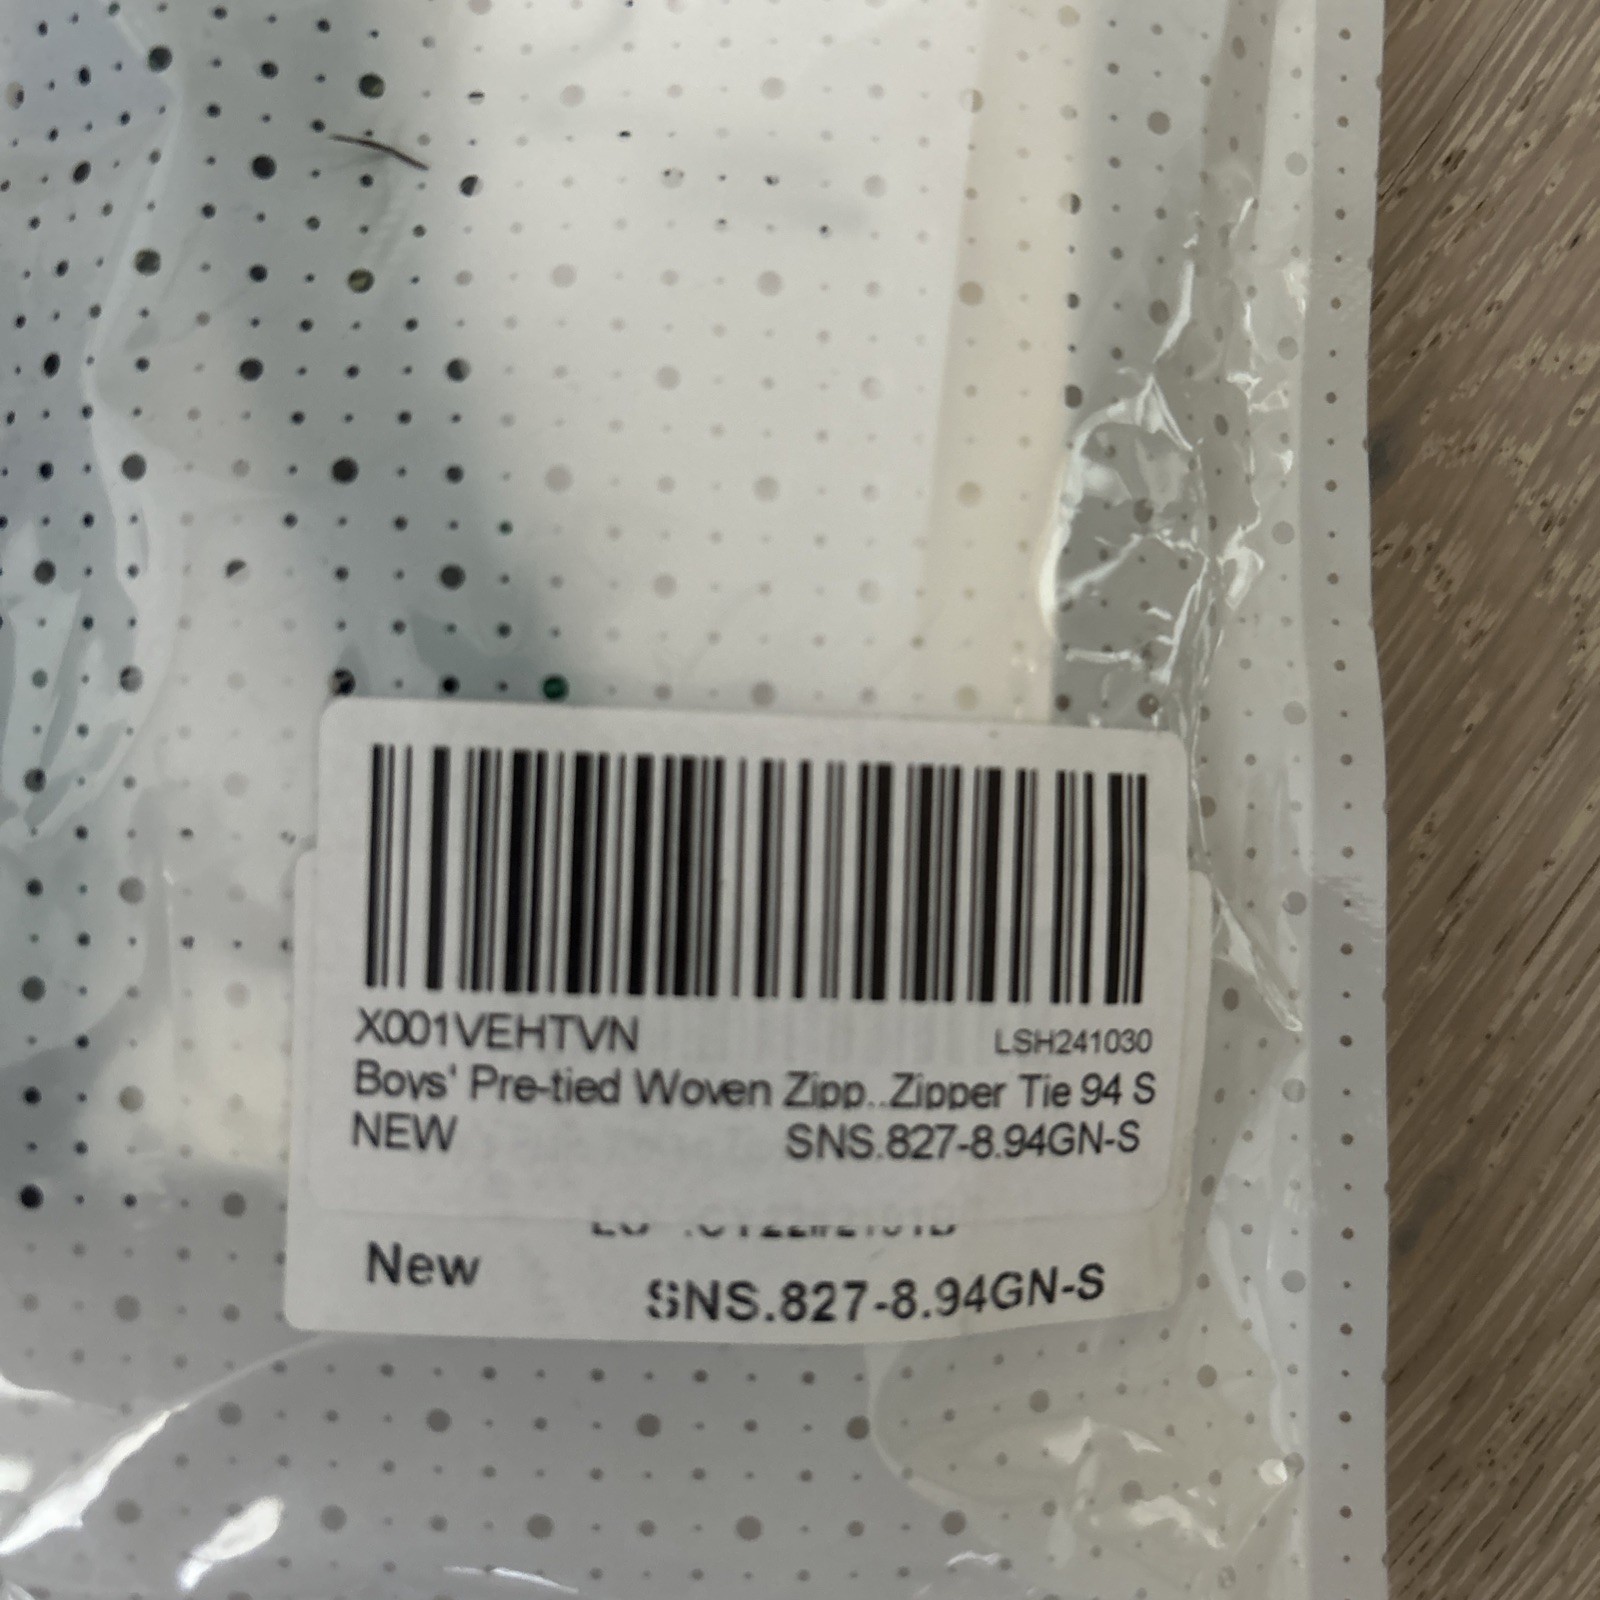 X001VEHTVN
LSH241030
Boys' Pre-tied Woven Zipp..Zipper Tie 94 S
NEW
SNS.827-8.94GN-S
New
SNS.827-8.94GN-S